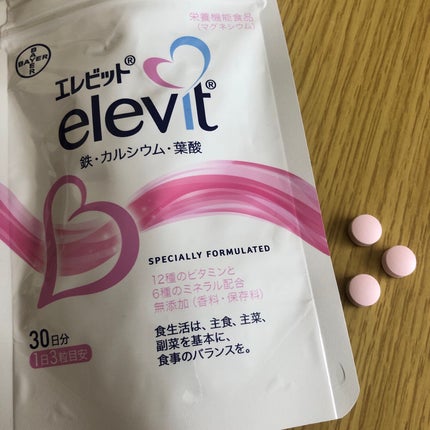 栄養機能食品
(マグネシウム)
BAYER
BAYER
エレビット®
elevit®
鉄・カルシウム・葉酸
SPECIALLY FORMULATED
12種のビタミンと
6種のミネラル配合
無添加(香料・保存料)
30日分
1日3粒目安
食生活は、主食、主菜、
副菜を基本に、
食事のバランスを。